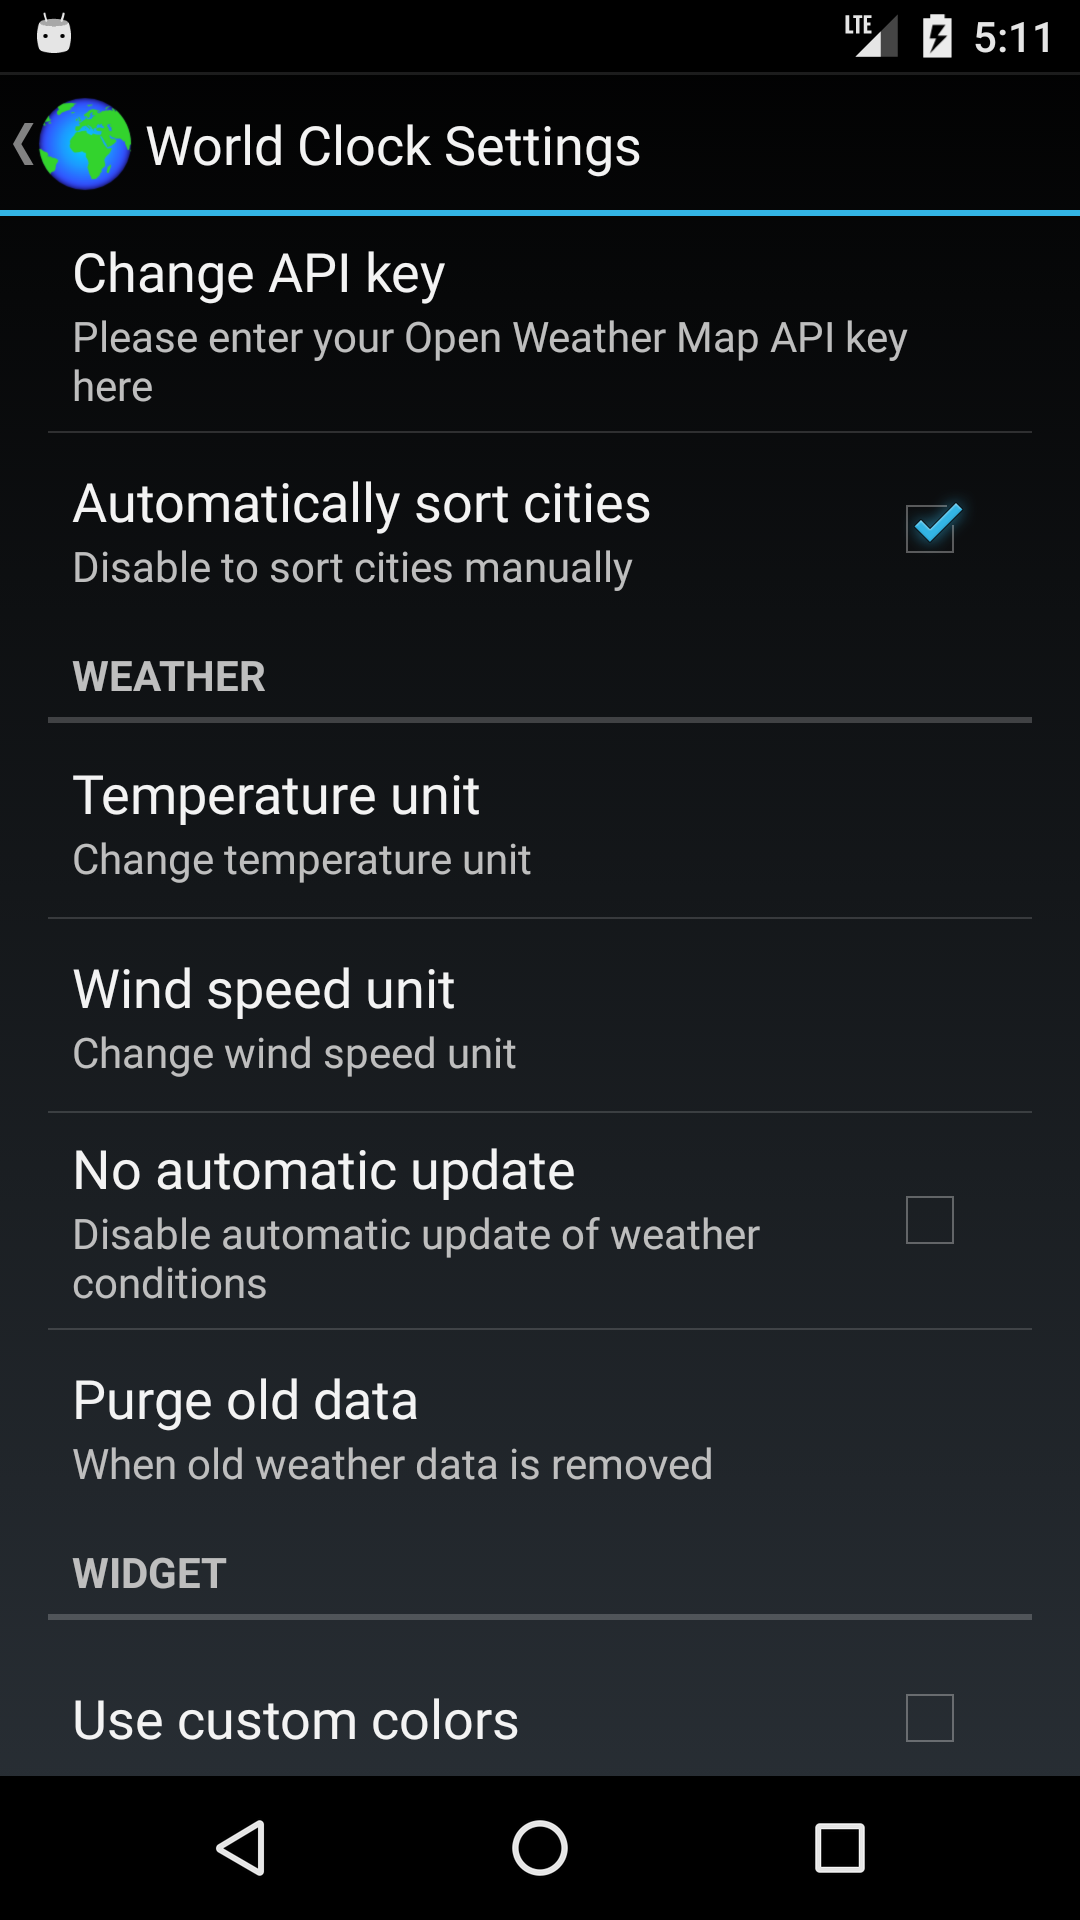 LTE 5:11
World Clock Settings
Change API key
Please enter your Open Weather Map API key
here
Automatically sort cities
Disable to sort cities manually
WEATHER
Temperature unit
Change temperature unit
Wind speed unit
Change wind speed unit
No automatic update
Disable automatic update of weather
conditions
Purge old data
When old weather data is removed
WIDGET
Use custom colors